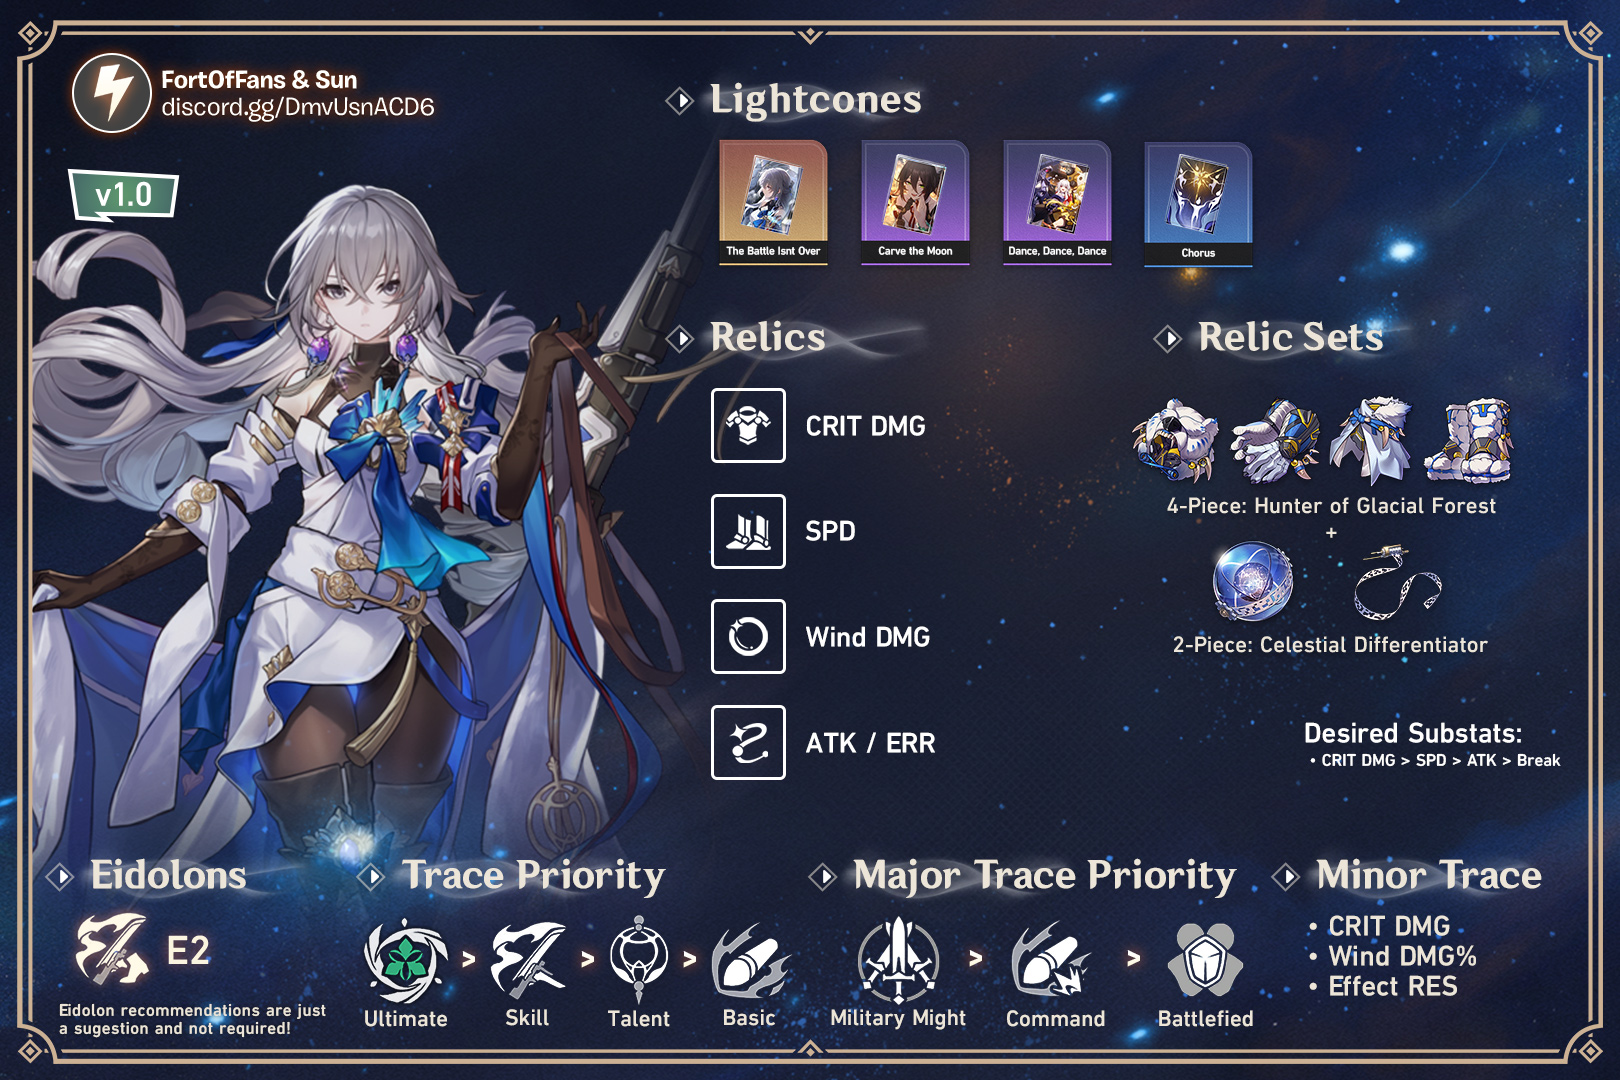 FortOfFans & Sun
discord.gg/DmvUsnACD6
v1.0
Lightcones
The Battle Isnt Over
Carve the Moon
Dance, Dance, Dance
Chorus
Relics
CRIT DMG
SPD
Wind DMG
ATK / ERR
Relic Sets
4-Piece: Hunter of Glacial Forest
+
2-Piece: Celestial Differentiator
Desired Substats:
• CRIT DMG > SPD > ATK > Break
Eidolons
E2
Eidolon recommendations are just
a sugestion and not required!
Trace Priority
Ultimate > Skill > Talent > Basic
Major Trace Priority
Military Might > Command > Battlefied
Minor Trace
• CRIT DMG
• Wind DMG%
• Effect RES